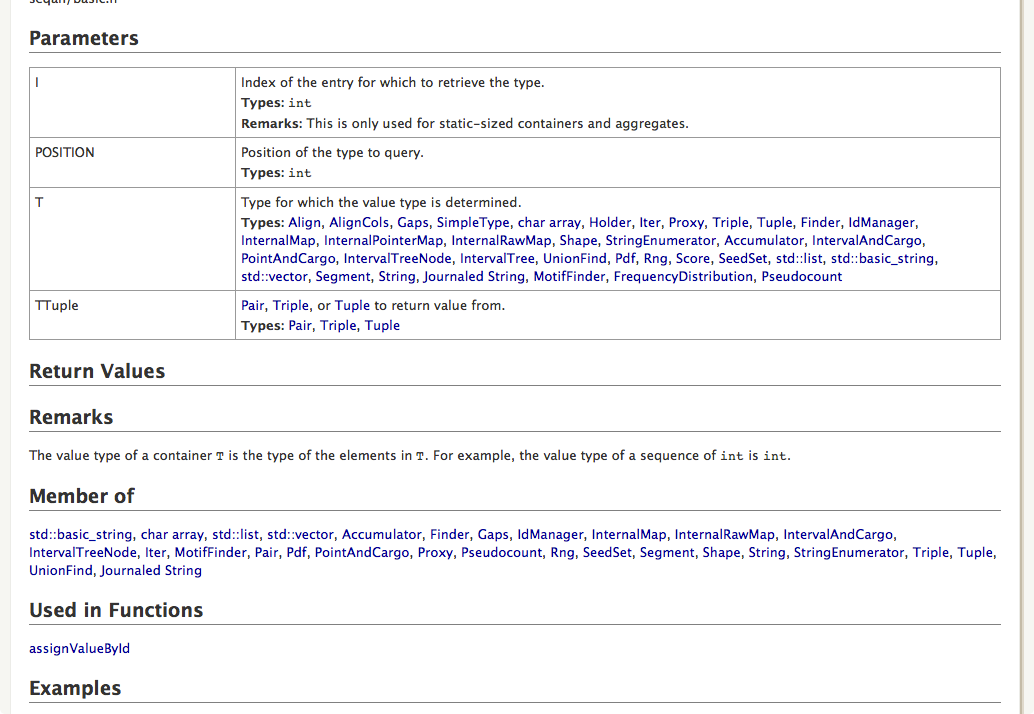 seqan/basic.h
Parameters
I
Index of the entry for which to retrieve the type.
Types: int
Remarks: This is only used for static-sized containers and aggregates.
POSITION
Position of the type to query.
Types: int
T
Type for which the value type is determined.
Types: Align, AlignCols, Gaps, SimpleType, char array, Holder, Iter, Proxy, Triple, Tuple, Finder, IdManager,
InternalMap, InternalPointerMap, InternalRawMap, Shape, StringEnumerator, Accumulator, IntervalAndCargo,
PointAndCargo, IntervalTreeNode, IntervalTree, UnionFind, Pdf, Rng, Score, SeedSet, std::list, std::basic_string,
std::vector, Segment, String, Journaled String, MotifFinder, FrequencyDistribution, Pseudocount
TTuple
Pair, Triple, or Tuple to return value from.
Types: Pair, Triple, Tuple
Return Values
Remarks
The value type of a container T is the type of the elements in T. For example, the value type of a sequence of int is int.
Member of
std::basic_string, char array, std::list, std::vector, Accumulator, Finder, Gaps, IdManager, InternalMap, InternalRawMap, IntervalAndCargo,
IntervalTreeNode, Iter, MotifFinder, Pair, Pdf, PointAndCargo, Proxy, Pseudocount, Rng, SeedSet, Segment, Shape, String, StringEnumerator, Triple, Tuple,
UnionFind, Journaled String
Used in Functions
assignValueById
Examples